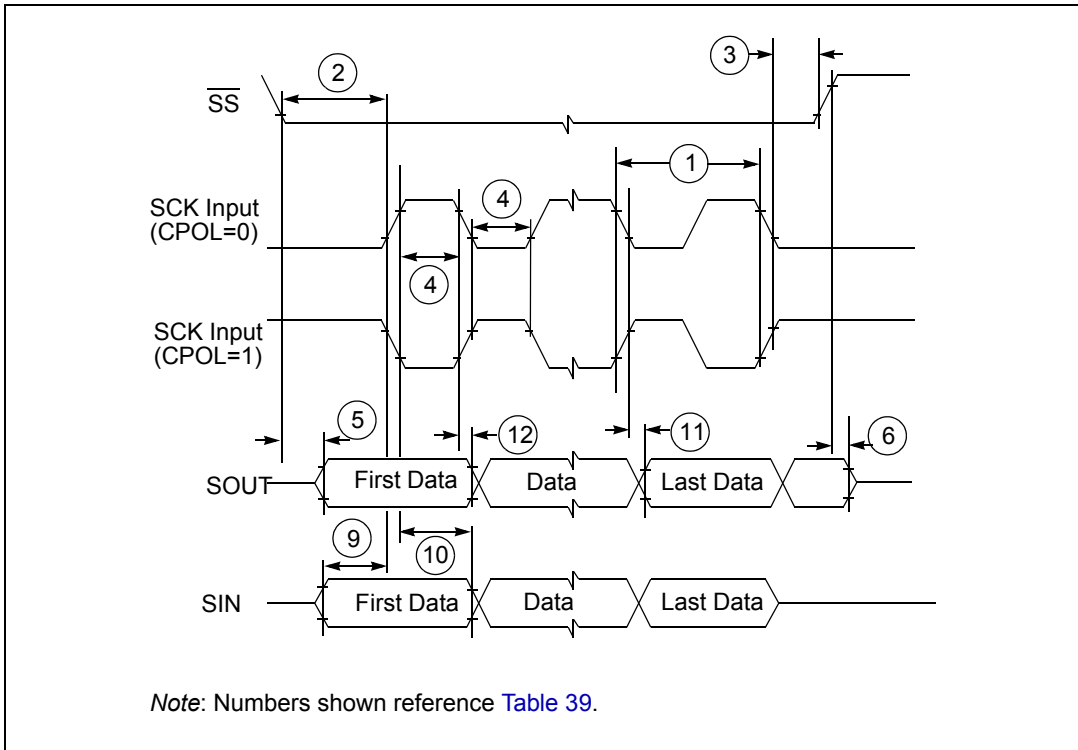 3
2
SS
1
SCK Input
(CPOL=0)
4
4
SCK Input
(CPOL=1)
5
12
11
6
SOUT
First Data
Data
Last Data
9
10
SIN
First Data
Data
Last Data
Note: Numbers shown reference Table 39.